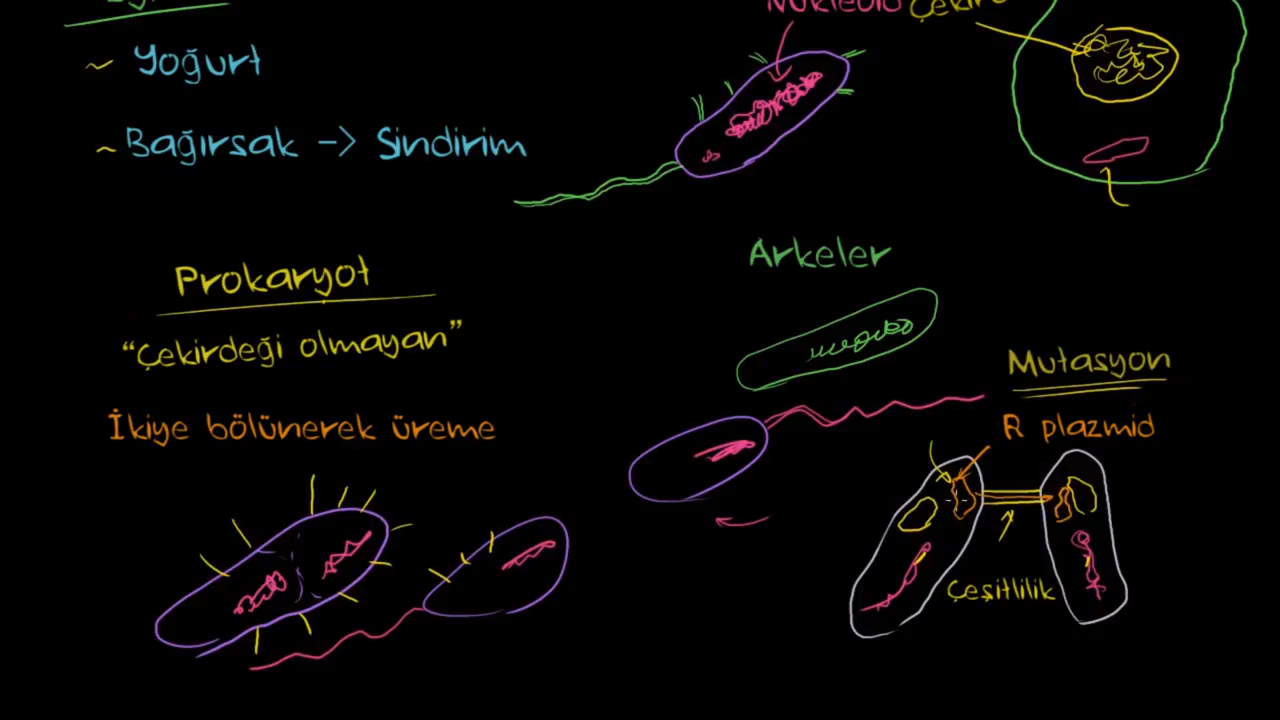 Yoğurt
Bağırsak -> Sindirim
Prokaryot
"Çekirdeği olmayan"
İkiye bölünerek üreme
Arkeler
Mutasyon
R plazmid
Çeşitlilik